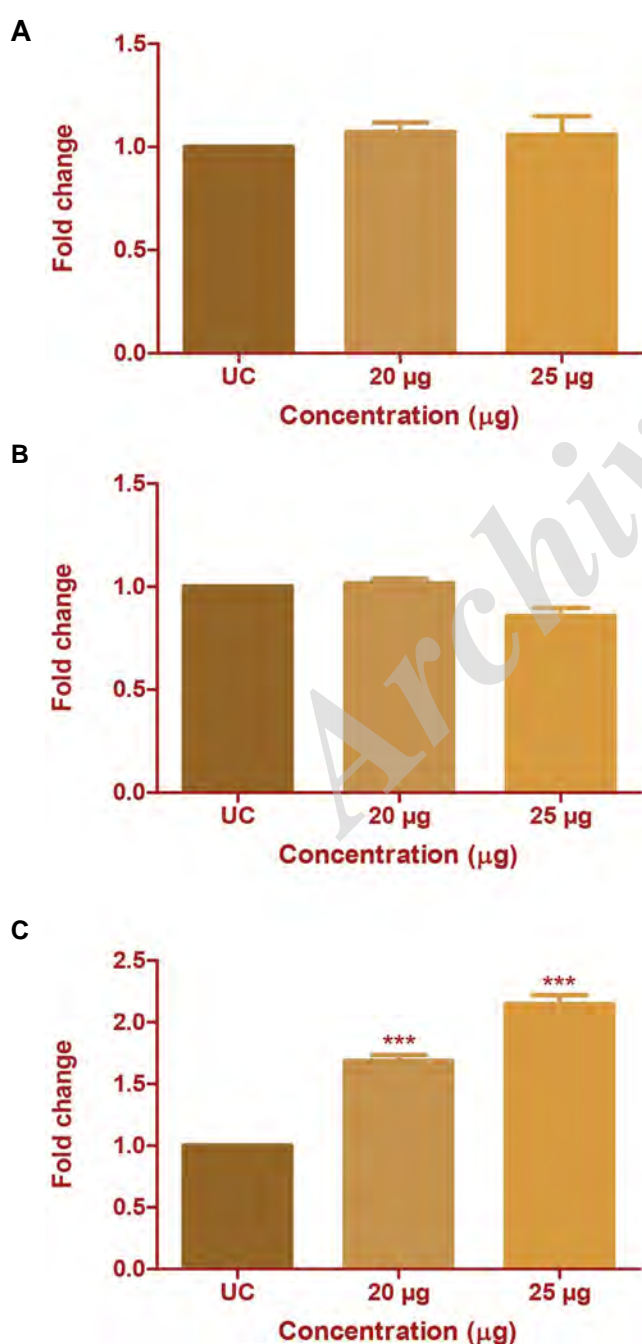 A
1.5
1.0
0.5
0.0
Fold change
UC 20 µg 25 µg
Concentration (µg)
B
1.5
1.0
0.5
0.0
Fold change
UC 20 µg 25 µg
Concentration (µg)
C
2.5
2.0
1.5
1.0
0.5
0.0
Fold change
*** ***
UC 20 µg 25 µg
Concentration (µg)